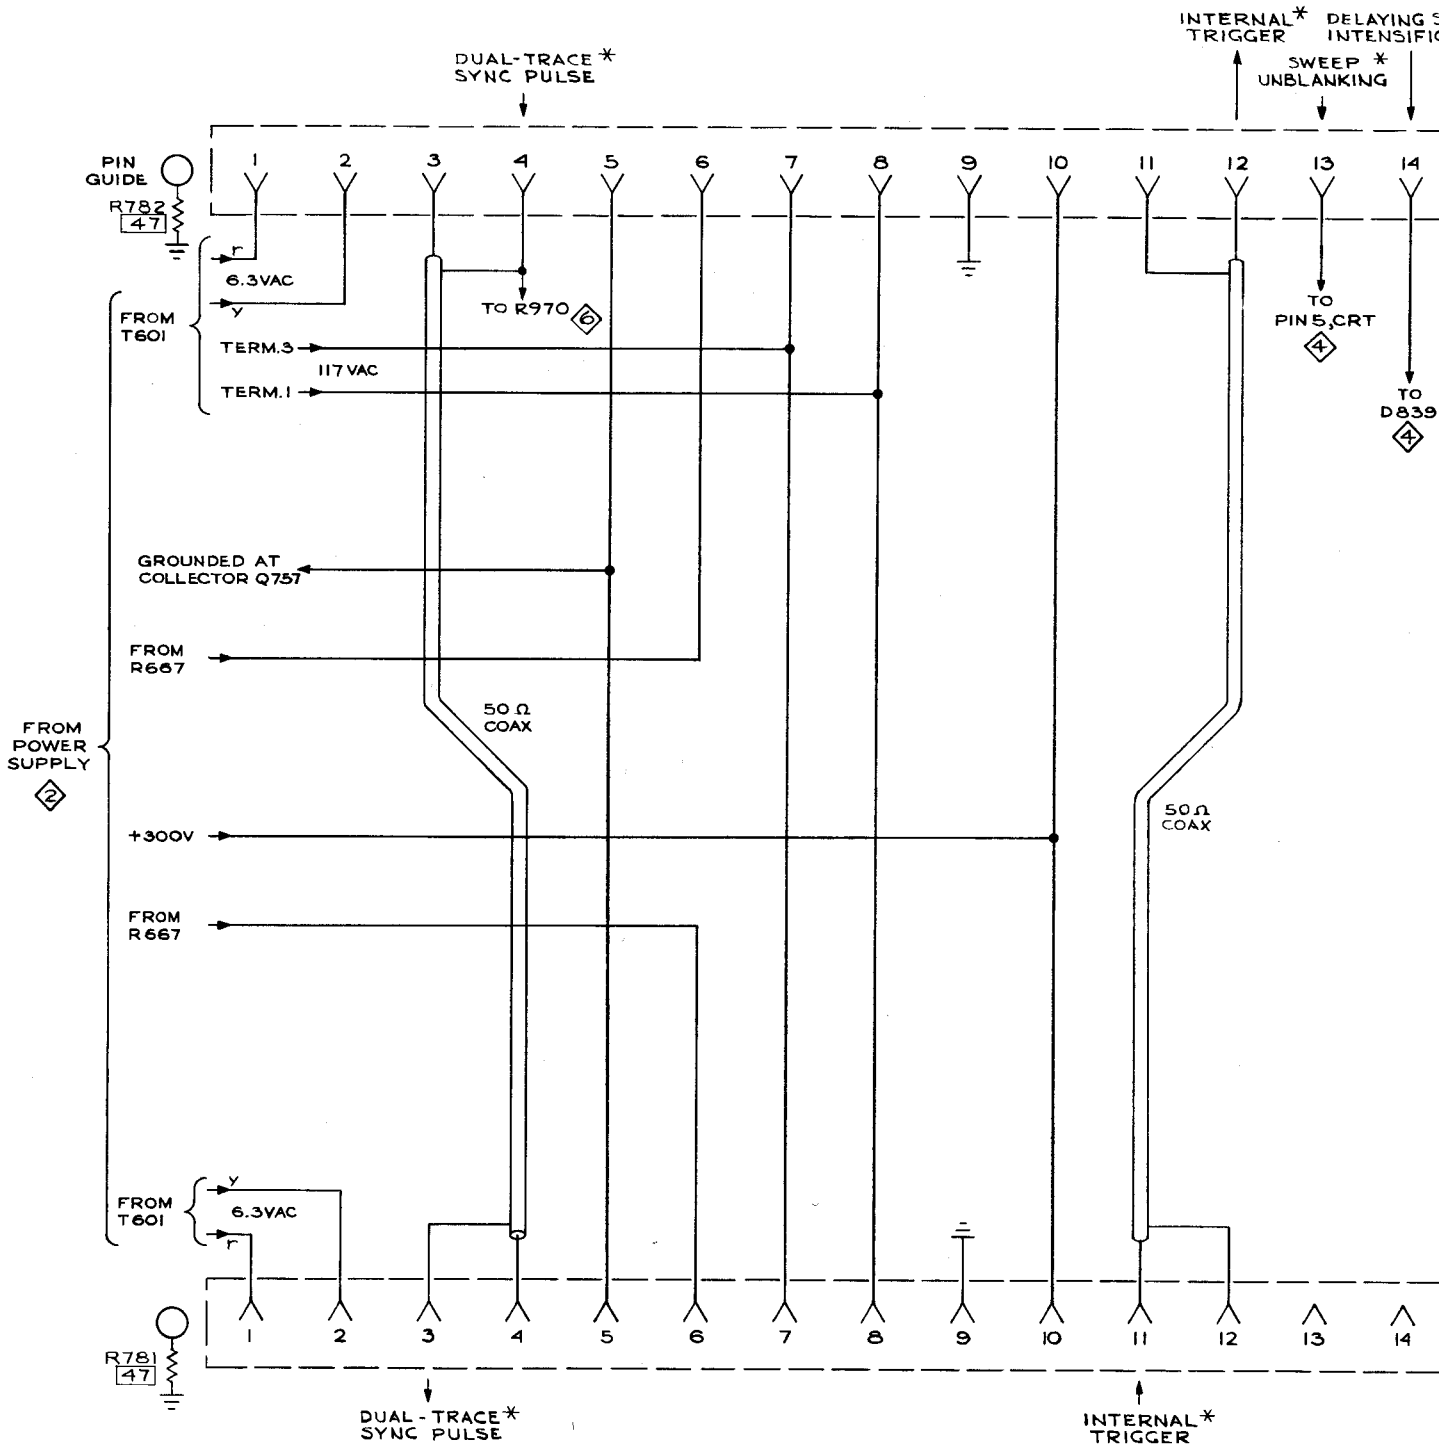 INTERNAL* DELAYING S
TRIGGER INTENSIFIC
SWEEP *
UNBLANKING
DUAL-TRACE *
SYNC PULSE
PIN
GUIDE
1 2 3 4 5 6 7 8 9 10 11 12 13 14
R782
47
r
6.3VAC
y
FROM
T601
TO R970 6
TO
PIN 5, CRT
4
TERM.3
117 VAC
TERM.1
TO
D839
4
GROUNDED AT
COLLECTOR Q757
FROM
R667
50 Ω
COAX
FROM
POWER
SUPPLY
2
50 Ω
COAX
+300V
FROM
R667
y
6.3VAC
r
FROM
T601
1 2 3 4 5 6 7 8 9 10 11 12 13 14
R781
47
DUAL-TRACE*
SYNC PULSE
INTERNAL*
TRIGGER